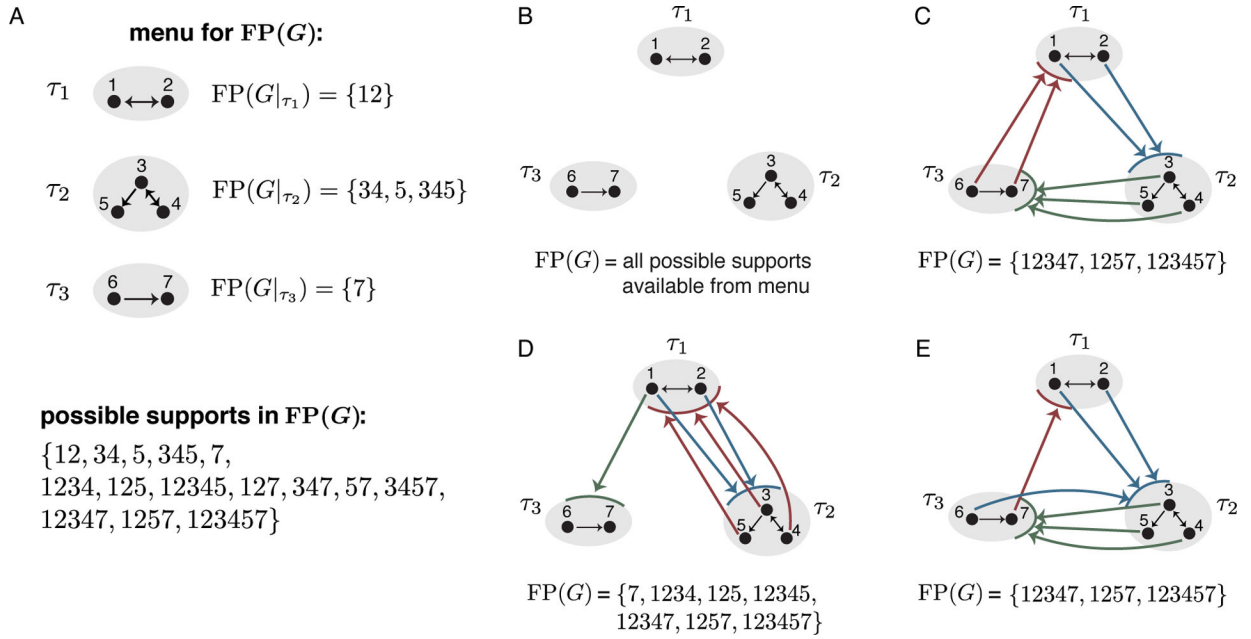 A
menu for FP(G):
τ₁
1 2
FP(G|τ₁) = {12}
τ₂
3
5 4
FP(G|τ₂) = {34, 5, 345}
τ₃
6 7
FP(G|τ₃) = {7}
possible supports in FP(G):
{12, 34, 5, 345, 7,
1234, 125, 12345, 127, 347, 57, 3457,
12347, 1257, 123457}
B
τ₁
1 2
τ₃
6 7
3
5 4
τ₂
FP(G) = all possible supports
available from menu
C
τ₁
1 2
τ₃
6 7
3
5 4
τ₂
FP(G) = {12347, 1257, 123457}
D
τ₁
1 2
τ₃
6 7
3
5 4
τ₂
FP(G) = {7, 1234, 125, 12345,
12347, 1257, 123457}
E
τ₁
1 2
τ₃
6 7
3
5 4
τ₂
FP(G) = {12347, 1257, 123457}